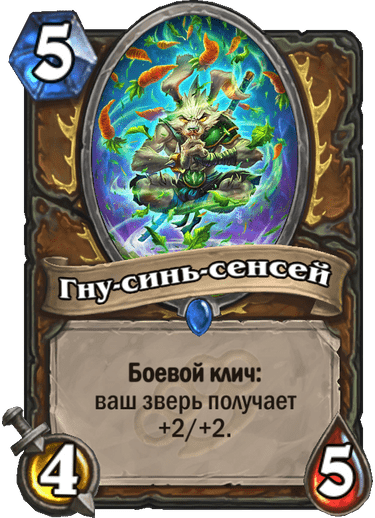 5
Гну-синь-сенсей
Боевой клич:
ваш зверь получает
+2/+2.
4
5